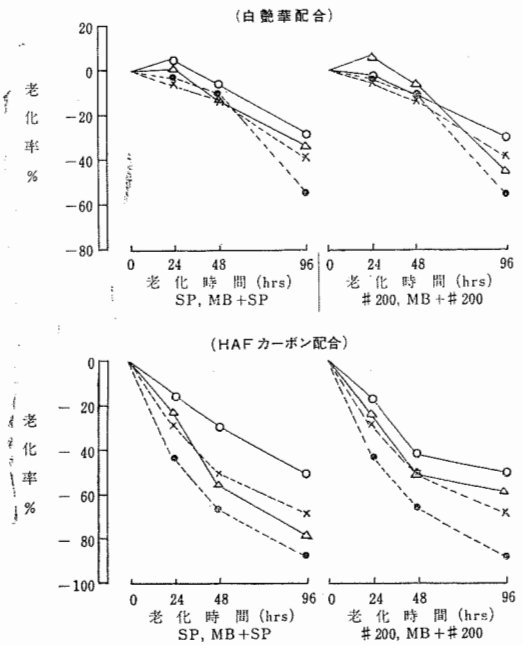 (白艶華配合)
20
0
−20
−40
−60
−80
老化率%
0 24 48 96
老化時間(hrs)
SP, MB+SP
0 24 48 96
老化時間(hrs)
#200, MB+#200
(HAFカーボン配合)
0
− 20
− 40
− 60
− 80
−100
老化率%
0 24 48 96
老化時間(hrs)
SP, MB+SP
0 24 48 96
老化時間(hrs)
#200, MB+#200